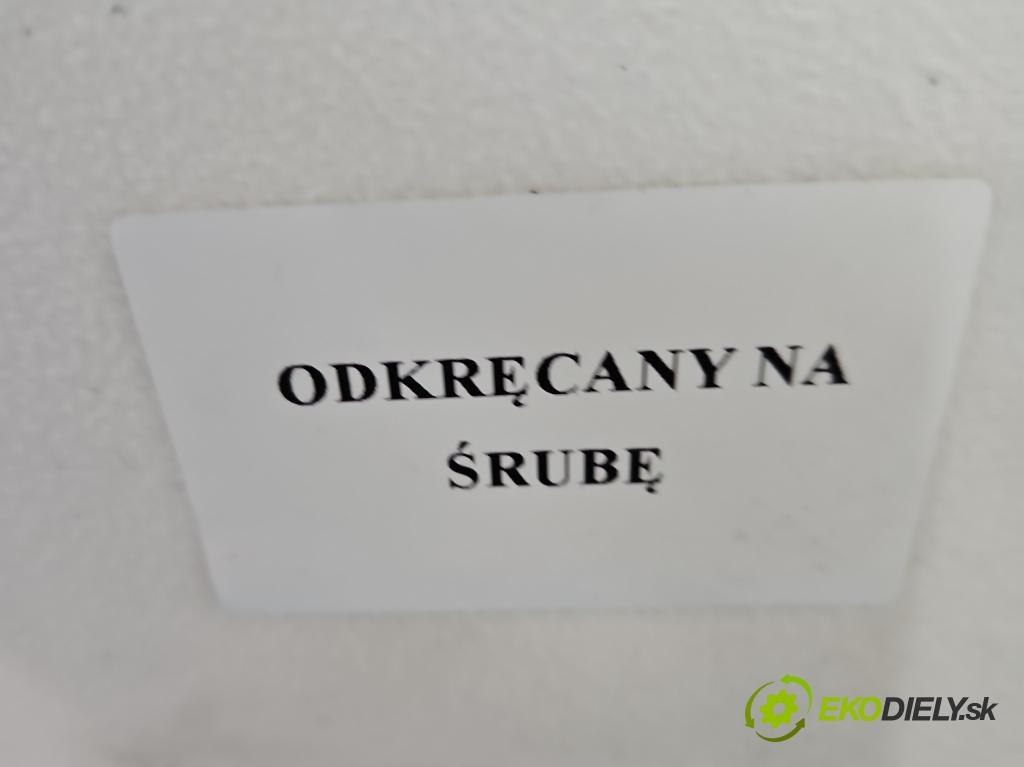 ODKRĘCANY NA
ŚRUBĘ
EKODIELY.sk